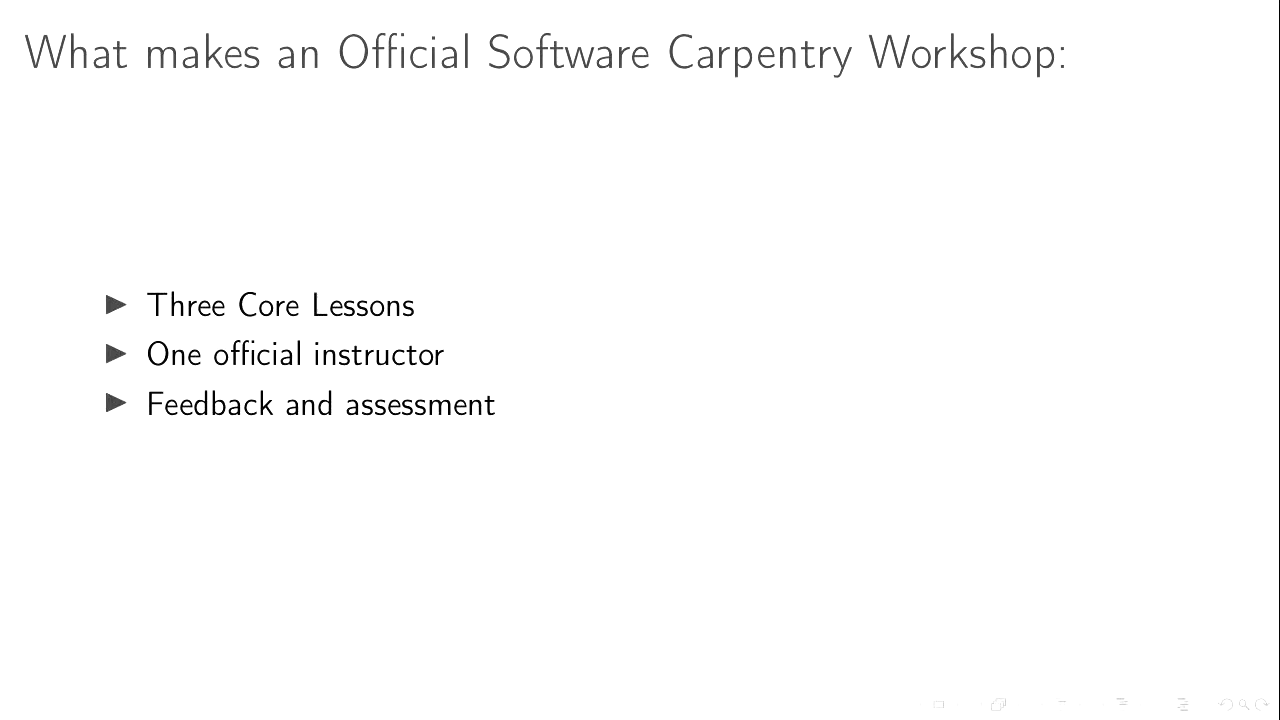 What makes an Official Software Carpentry Workshop:
Three Core Lessons
One official instructor
Feedback and assessment